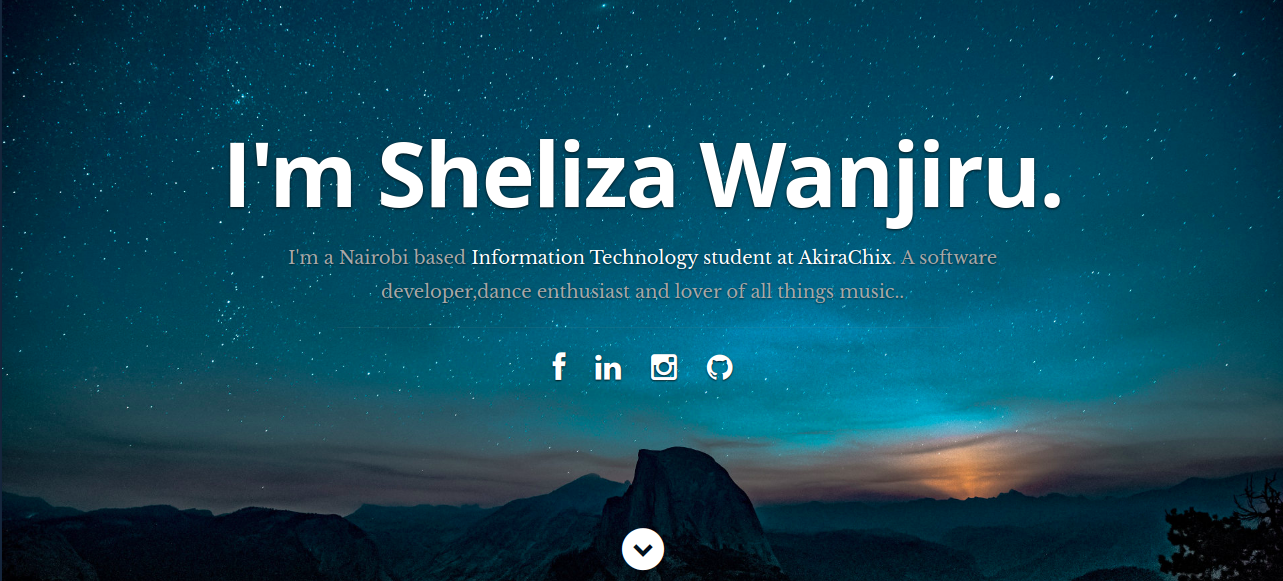 I'm Sheliza Wanjiru.
I'm a Nairobi based Information Technology student at AkiraChix. A software
developer,dance enthusiast and lover of all things music..